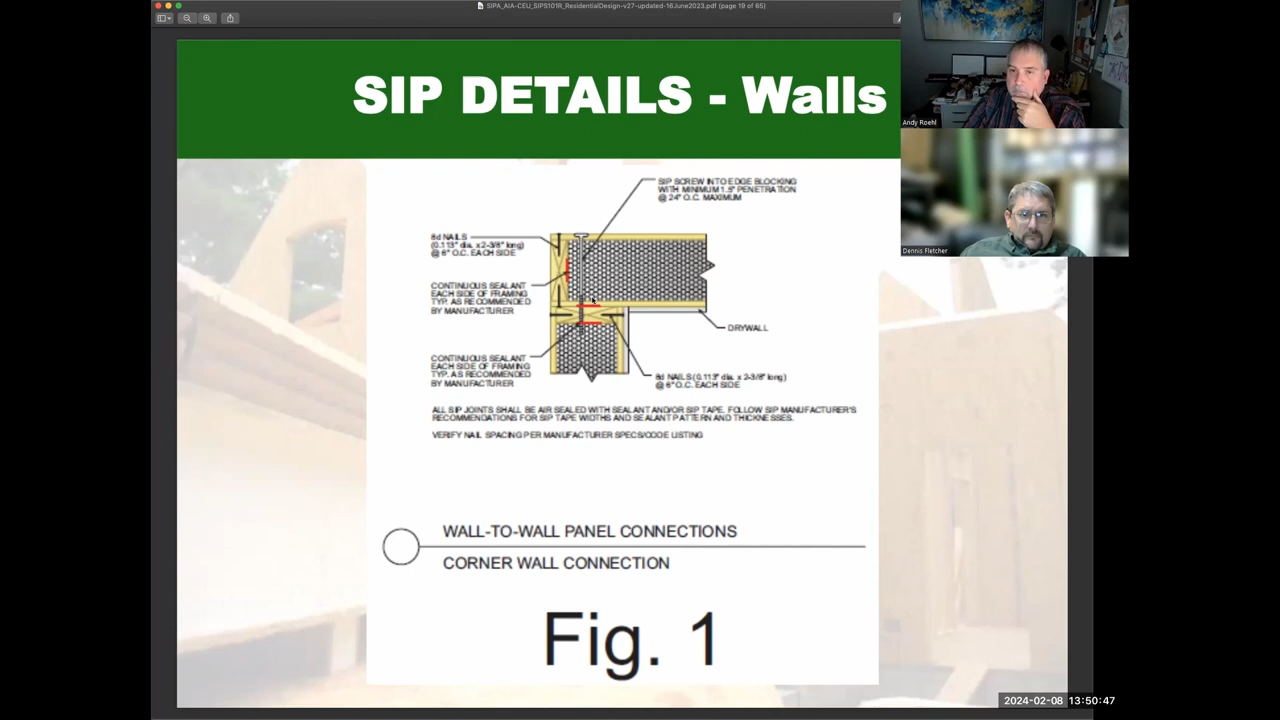 SIPA_AIA-CEU_SIPS101R_ResidentialDesign-v27-updated-16June2023.pdf (page 19 of 65)
SIP DETAILS - Walls
Andy Roehl
Dennis Fletcher
SIP SCREW INTO EDGE BLOCKING
WITH MINIMUM 1.5" PENETRATION
@ 24" O.C. MAXIMUM
8d NAILS
(0.113" dia. x 2-3/8" long)
@ 6" O.C. EACH SIDE
CONTINUOUS SEALANT
EACH SIDE OF FRAMING
TYP. AS RECOMMENDED
BY MANUFACTURER
DRYWALL
CONTINUOUS SEALANT
EACH SIDE OF FRAMING
TYP. AS RECOMMENDED
BY MANUFACTURER
8d NAILS (0.113" dia. x 2-3/8" long)
@ 6" O.C. EACH SIDE
ALL SIP JOINTS SHALL BE AIR SEALED WITH SEALANT AND/OR SIP TAPE. FOLLOW SIP MANUFACTURER'S
RECOMMENDATIONS FOR SIP TAPE WIDTHS AND SEALANT PATTERN AND THICKNESSES.
VERIFY NAIL SPACING PER MANUFACTURER SPECS/CODE LISTING
WALL-TO-WALL PANEL CONNECTIONS
CORNER WALL CONNECTION
Fig. 1
2024-02-08 13:50:47